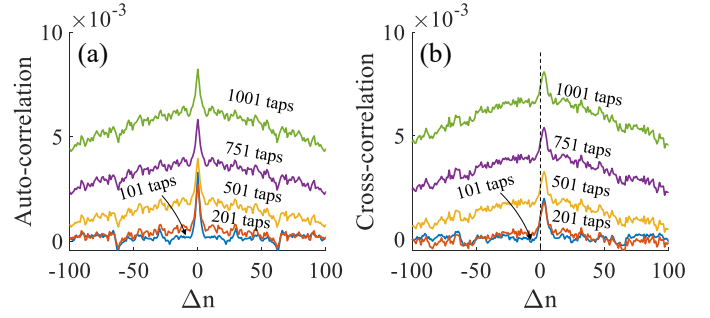 ×10⁻³
(a)
10
5
0
Auto-correlation
1001 taps
751 taps
501 taps
101 taps
201 taps
-100 -50 0 50 100
Δn
×10⁻³
(b)
10
5
0
Cross-correlation
1001 taps
751 taps
501 taps
101 taps
201 taps
-100 -50 0 50 100
Δn